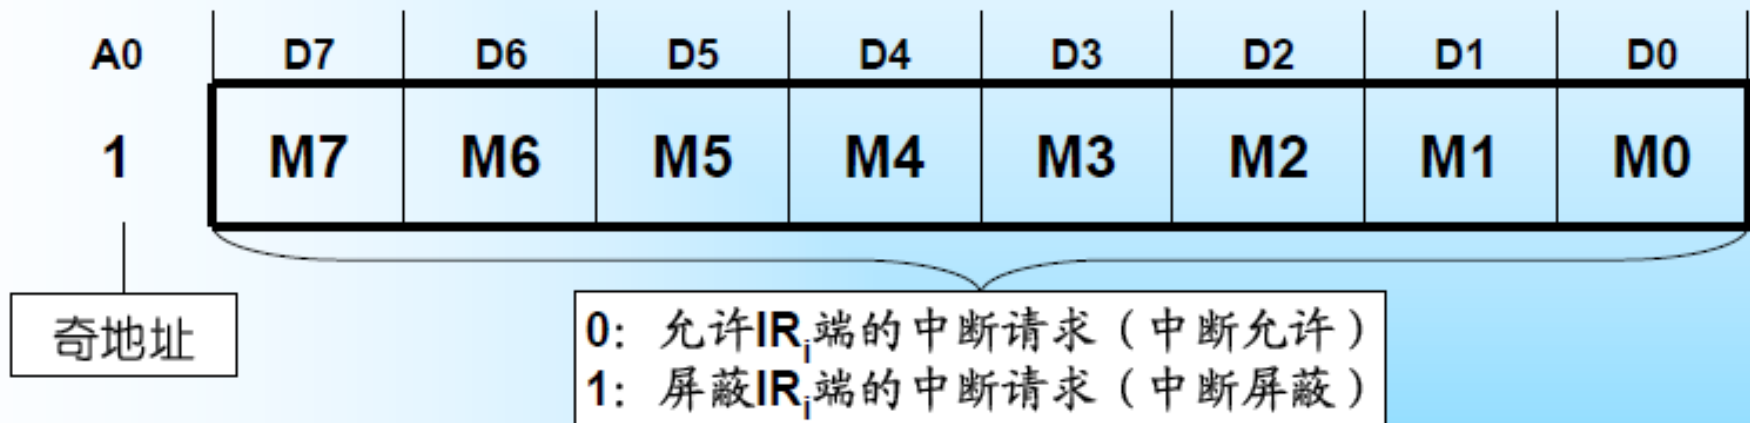 A0 D7 D6 D5 D4 D3 D2 D1 D0
1 M7 M6 M5 M4 M3 M2 M1 M0
奇地址
0: 允许IRi端的中断请求（中断允许）
1: 屏蔽IRi端的中断请求（中断屏蔽）